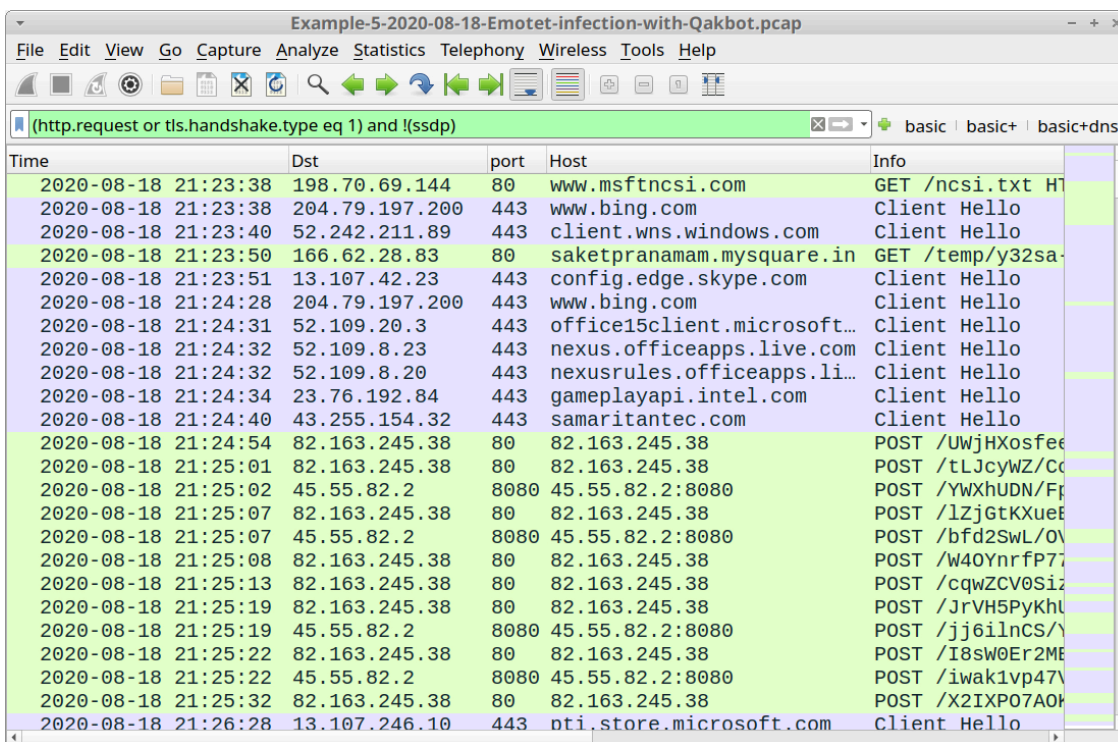 Example-5-2020-08-18-Emotet-infection-with-Qakbot.pcap
File Edit View Go Capture Analyze Statistics Telephony Wireless Tools Help
(http.request or tls.handshake.type eq 1) and !(ssdp) basic basic+ basic+dns
Time Dst port Host Info
2020-08-18 21:23:38 198.70.69.144 80 www.msftncsi.com GET /ncsi.txt HT
2020-08-18 21:23:38 204.79.197.200 443 www.bing.com Client Hello
2020-08-18 21:23:40 52.242.211.89 443 client.wns.windows.com Client Hello
2020-08-18 21:23:50 166.62.28.83 80 saketpranamam.mysquare.in GET /temp/y32sa-
2020-08-18 21:23:51 13.107.42.23 443 config.edge.skype.com Client Hello
2020-08-18 21:24:28 204.79.197.200 443 www.bing.com Client Hello
2020-08-18 21:24:31 52.109.20.3 443 office15client.microsoft… Client Hello
2020-08-18 21:24:32 52.109.8.23 443 nexus.officeapps.live.com Client Hello
2020-08-18 21:24:32 52.109.8.20 443 nexusrules.officeapps.li… Client Hello
2020-08-18 21:24:34 23.76.192.84 443 gameplayapi.intel.com Client Hello
2020-08-18 21:24:40 43.255.154.32 443 samaritantec.com Client Hello
2020-08-18 21:24:54 82.163.245.38 80 82.163.245.38 POST /UWjHXosfee
2020-08-18 21:25:01 82.163.245.38 80 82.163.245.38 POST /tLJcyWZ/Co
2020-08-18 21:25:02 45.55.82.2 8080 45.55.82.2:8080 POST /YWXhUDN/Fp
2020-08-18 21:25:07 82.163.245.38 80 82.163.245.38 POST /lZjGtKXueE
2020-08-18 21:25:07 45.55.82.2 8080 45.55.82.2:8080 POST /bfd2SwL/OV
2020-08-18 21:25:08 82.163.245.38 80 82.163.245.38 POST /W4OYnrfP77
2020-08-18 21:25:13 82.163.245.38 80 82.163.245.38 POST /cqwZCV0Siz
2020-08-18 21:25:19 82.163.245.38 80 82.163.245.38 POST /JrVH5PyKhU
2020-08-18 21:25:19 45.55.82.2 8080 45.55.82.2:8080 POST /jj6ilnCS/Y
2020-08-18 21:25:22 82.163.245.38 80 82.163.245.38 POST /I8sW0Er2ME
2020-08-18 21:25:22 45.55.82.2 8080 45.55.82.2:8080 POST /iwak1vp47V
2020-08-18 21:25:32 82.163.245.38 80 82.163.245.38 POST /X2IXPO7AOK
2020-08-18 21:26:28 13.107.246.10 443 pti.store.microsoft.com Client Hello